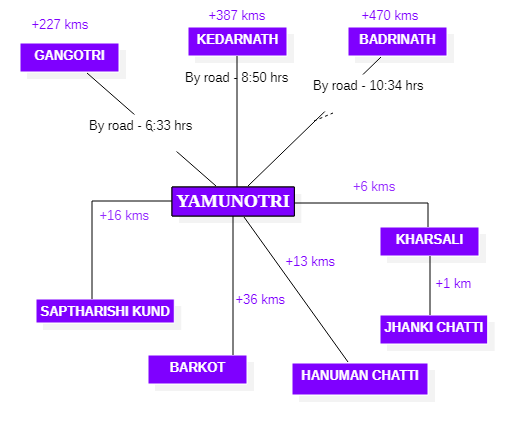 +227 kms
+387 kms
+470 kms
GANGOTRI
KEDARNATH
BADRINATH
By road - 8:50 hrs
By road - 10:34 hrs
By road - 6:33 hrs
YAMUNOTRI
+6 kms
+16 kms
KHARSALI
+13 kms
+1 km
+36 kms
SAPTHARISHI KUND
JHANKI CHATTI
BARKOT
HANUMAN CHATTI